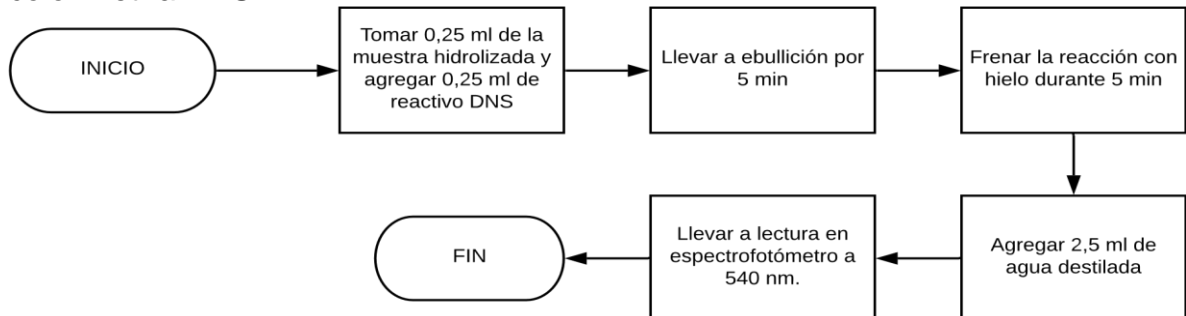 INICIO
Tomar 0,25 ml de la
muestra hidrolizada y
agregar 0,25 ml de
reactivo DNS
Llevar a ebullición por
5 min
Frenar la reacción con
hielo durante 5 min
Agregar 2,5 ml de
agua destilada
Llevar a lectura en
espectrofotómetro a
540 nm.
FIN